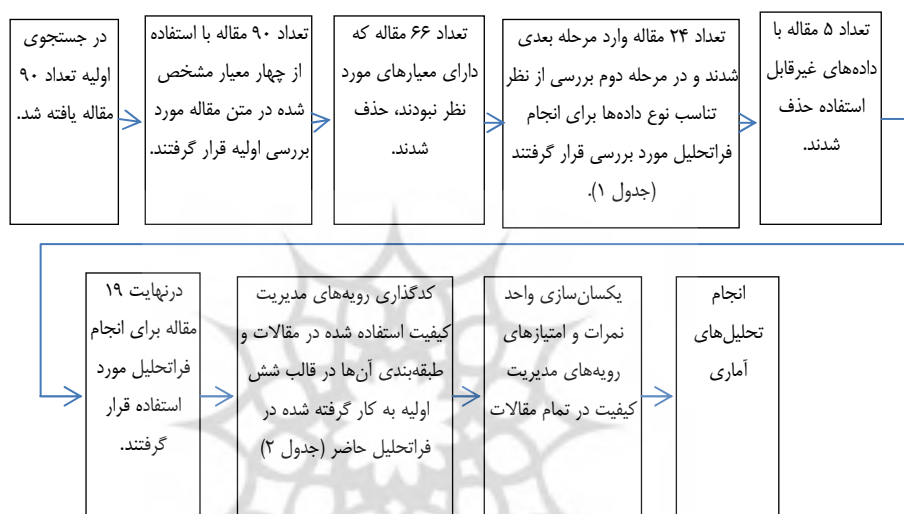 در جستجوی
اولیه تعداد ۹۰
مقاله یافته شد.
تعداد ۹۰ مقاله با استفاده
از چهار معیار مشخص
شده در متن مقاله مورد
بررسی اولیه قرار گرفتند.
تعداد ۶۶ مقاله که
دارای معیارهای مورد
نظر نبودند، حذف
شدند.
تعداد ۲۴ مقاله وارد مرحله بعدی
شدند و در مرحله دوم بررسی از نظر
تناسب نوع داده‌ها برای انجام
فراتحلیل مورد بررسی قرار گرفتند
(جدول ۱).
تعداد ۵ مقاله با
داده‌های غیرقابل
استفاده حذف
شدند.
درنهایت ۱۹
مقاله برای انجام
فراتحلیل مورد
استفاده قرار
گرفتند.
کدگذاری رویه‌های مدیریت
کیفیت استفاده شده در مقالات و
طبقه‌بندی آن‌ها در قالب شش
اولیه به کار گرفته شده در
فراتحلیل حاضر (جدول ۲)
یکسان‌سازی واحد
نمرات و امتیازهای
رویه‌های مدیریت
کیفیت در تمام مقالات
انجام
تحلیل‌های
آماری